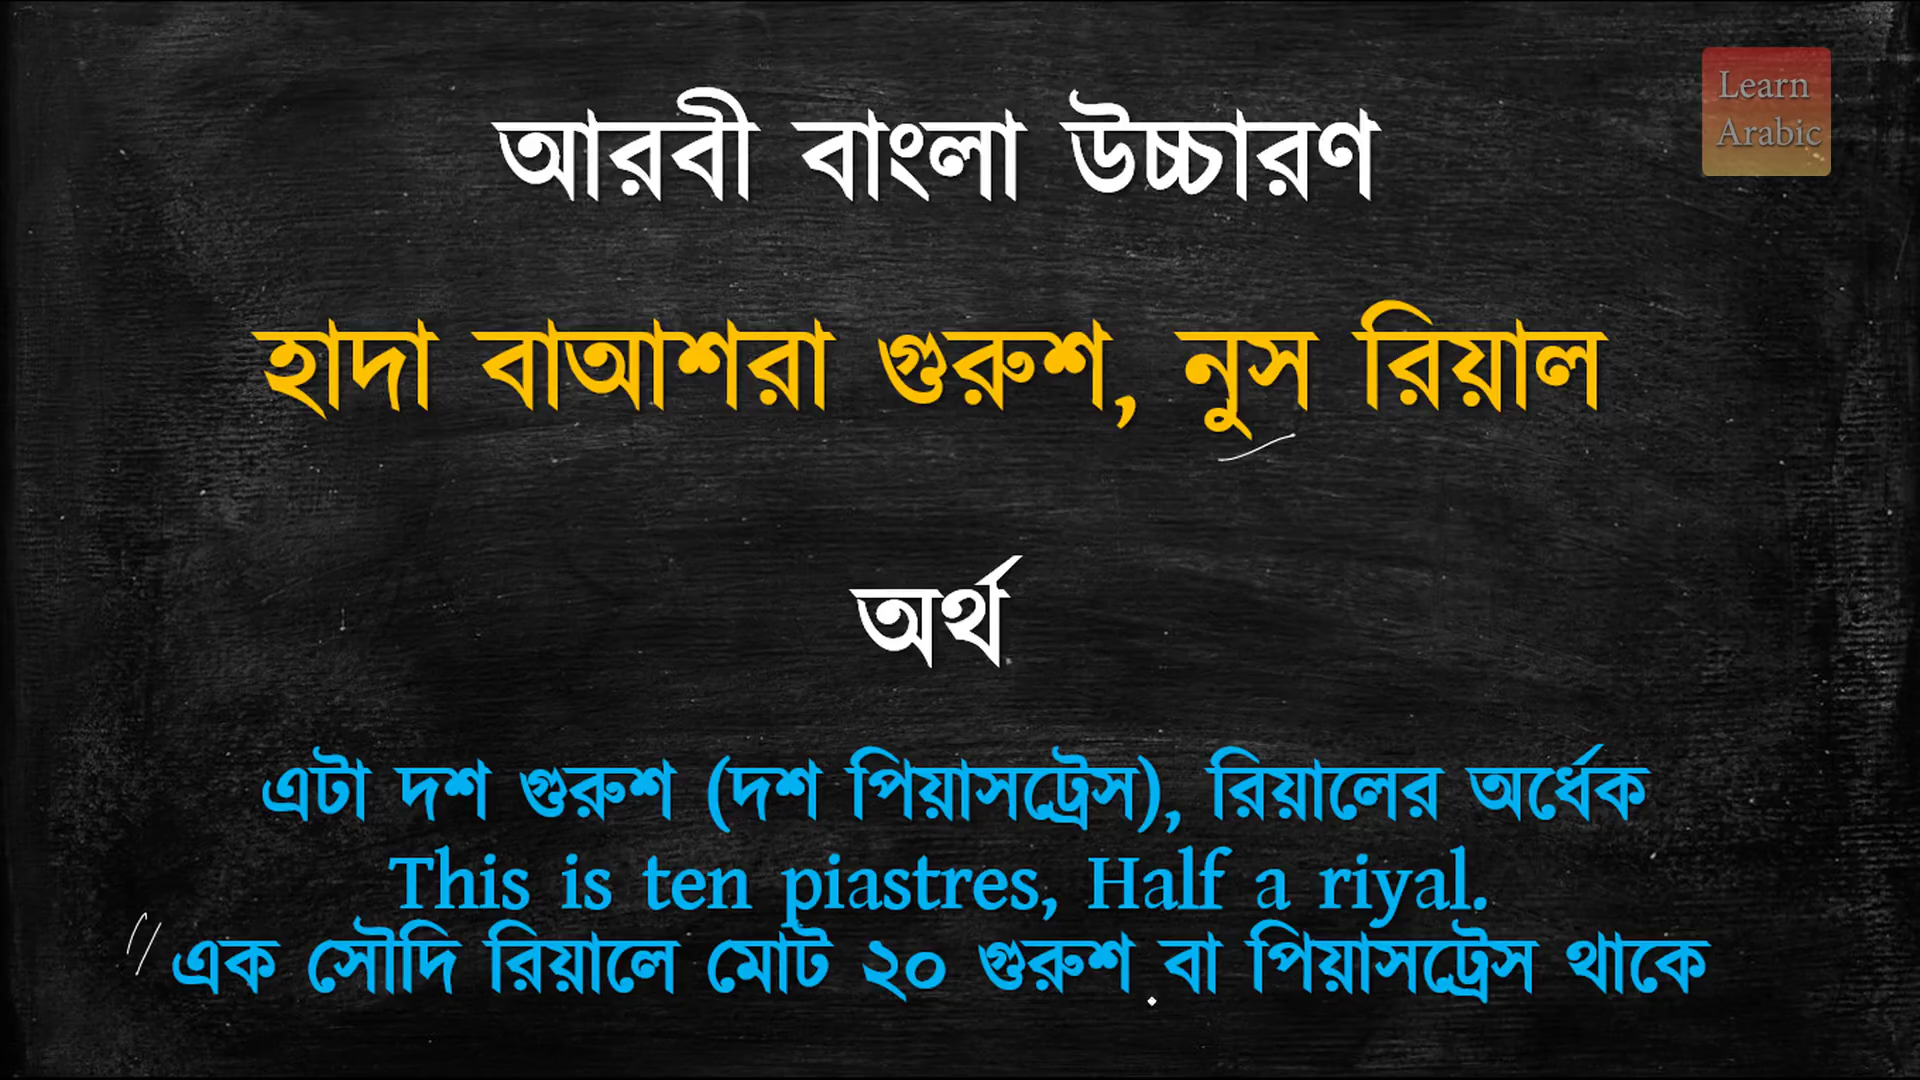 Learn
Arabic
আরবী বাংলা উচ্চারণ
হাদা বাআশরা গুরুশ, নুস রিয়াল
অর্থ
এটা দশ গুরুশ (দশ পিয়াসট্রেস), রিয়ালের অর্ধেক
This is ten piastres, Half a riyal.
এক সৌদি রিয়ালে মোট ২০ গুরুশ বা পিয়াসট্রেস থাকে